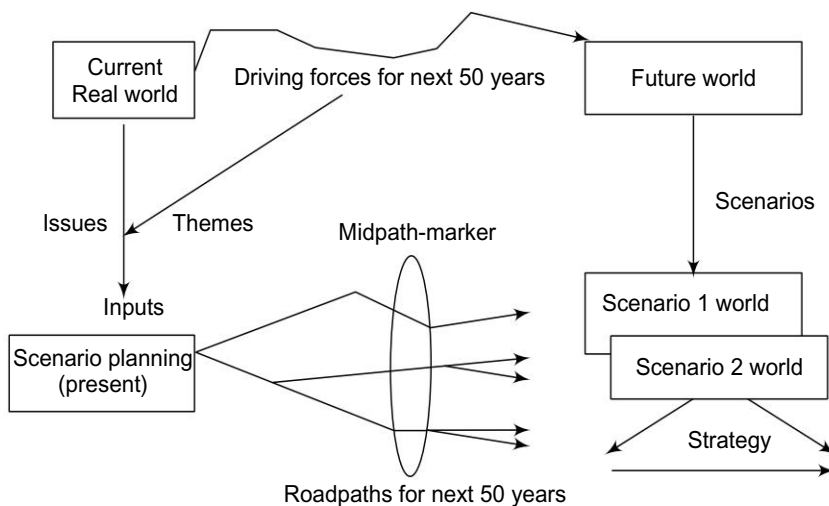 Current
Real world
Driving forces for next 50 years
Future world
Issues
Themes
Scenarios
Midpath-marker
Inputs
Scenario 1 world
Scenario planning
(present)
Scenario 2 world
Strategy
Roadpaths for next 50 years